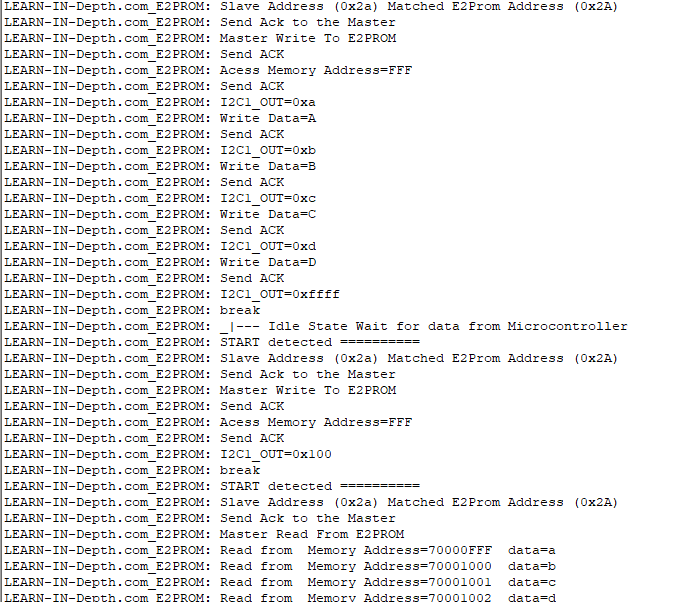 LEARN-IN-Depth.com_E2PROM: Slave Address (0x2a) Matched E2Prom Address (0x2A)
LEARN-IN-Depth.com_E2PROM: Send Ack to the Master
LEARN-IN-Depth.com_E2PROM: Master Write To E2PROM
LEARN-IN-Depth.com_E2PROM: Send ACK
LEARN-IN-Depth.com_E2PROM: Acess Memory Address=FFF
LEARN-IN-Depth.com_E2PROM: Send ACK
LEARN-IN-Depth.com_E2PROM: I2C1_OUT=0xa
LEARN-IN-Depth.com_E2PROM: Write Data=A
LEARN-IN-Depth.com_E2PROM: Send ACK
LEARN-IN-Depth.com_E2PROM: I2C1_OUT=0xb
LEARN-IN-Depth.com_E2PROM: Write Data=B
LEARN-IN-Depth.com_E2PROM: Send ACK
LEARN-IN-Depth.com_E2PROM: I2C1_OUT=0xc
LEARN-IN-Depth.com_E2PROM: Write Data=C
LEARN-IN-Depth.com_E2PROM: Send ACK
LEARN-IN-Depth.com_E2PROM: I2C1_OUT=0xd
LEARN-IN-Depth.com_E2PROM: Write Data=D
LEARN-IN-Depth.com_E2PROM: Send ACK
LEARN-IN-Depth.com_E2PROM: I2C1_OUT=0xffff
LEARN-IN-Depth.com_E2PROM: break
LEARN-IN-Depth.com_E2PROM: _|--- Idle State Wait for data from Microcontroller
LEARN-IN-Depth.com_E2PROM: START detected ==========
LEARN-IN-Depth.com_E2PROM: Slave Address (0x2a) Matched E2Prom Address (0x2A)
LEARN-IN-Depth.com_E2PROM: Send Ack to the Master
LEARN-IN-Depth.com_E2PROM: Master Write To E2PROM
LEARN-IN-Depth.com_E2PROM: Send ACK
LEARN-IN-Depth.com_E2PROM: Acess Memory Address=FFF
LEARN-IN-Depth.com_E2PROM: Send ACK
LEARN-IN-Depth.com_E2PROM: I2C1_OUT=0x100
LEARN-IN-Depth.com_E2PROM: break
LEARN-IN-Depth.com_E2PROM: START detected ==========
LEARN-IN-Depth.com_E2PROM: Slave Address (0x2a) Matched E2Prom Address (0x2A)
LEARN-IN-Depth.com_E2PROM: Send Ack to the Master
LEARN-IN-Depth.com_E2PROM: Master Read From E2PROM
LEARN-IN-Depth.com_E2PROM: Read from  Memory Address=70000FFF  data=a
LEARN-IN-Depth.com_E2PROM: Read from  Memory Address=70001000  data=b
LEARN-IN-Depth.com_E2PROM: Read from  Memory Address=70001001  data=c
LEARN-IN-Depth.com_E2PROM: Read from  Memory Address=70001002  data=d